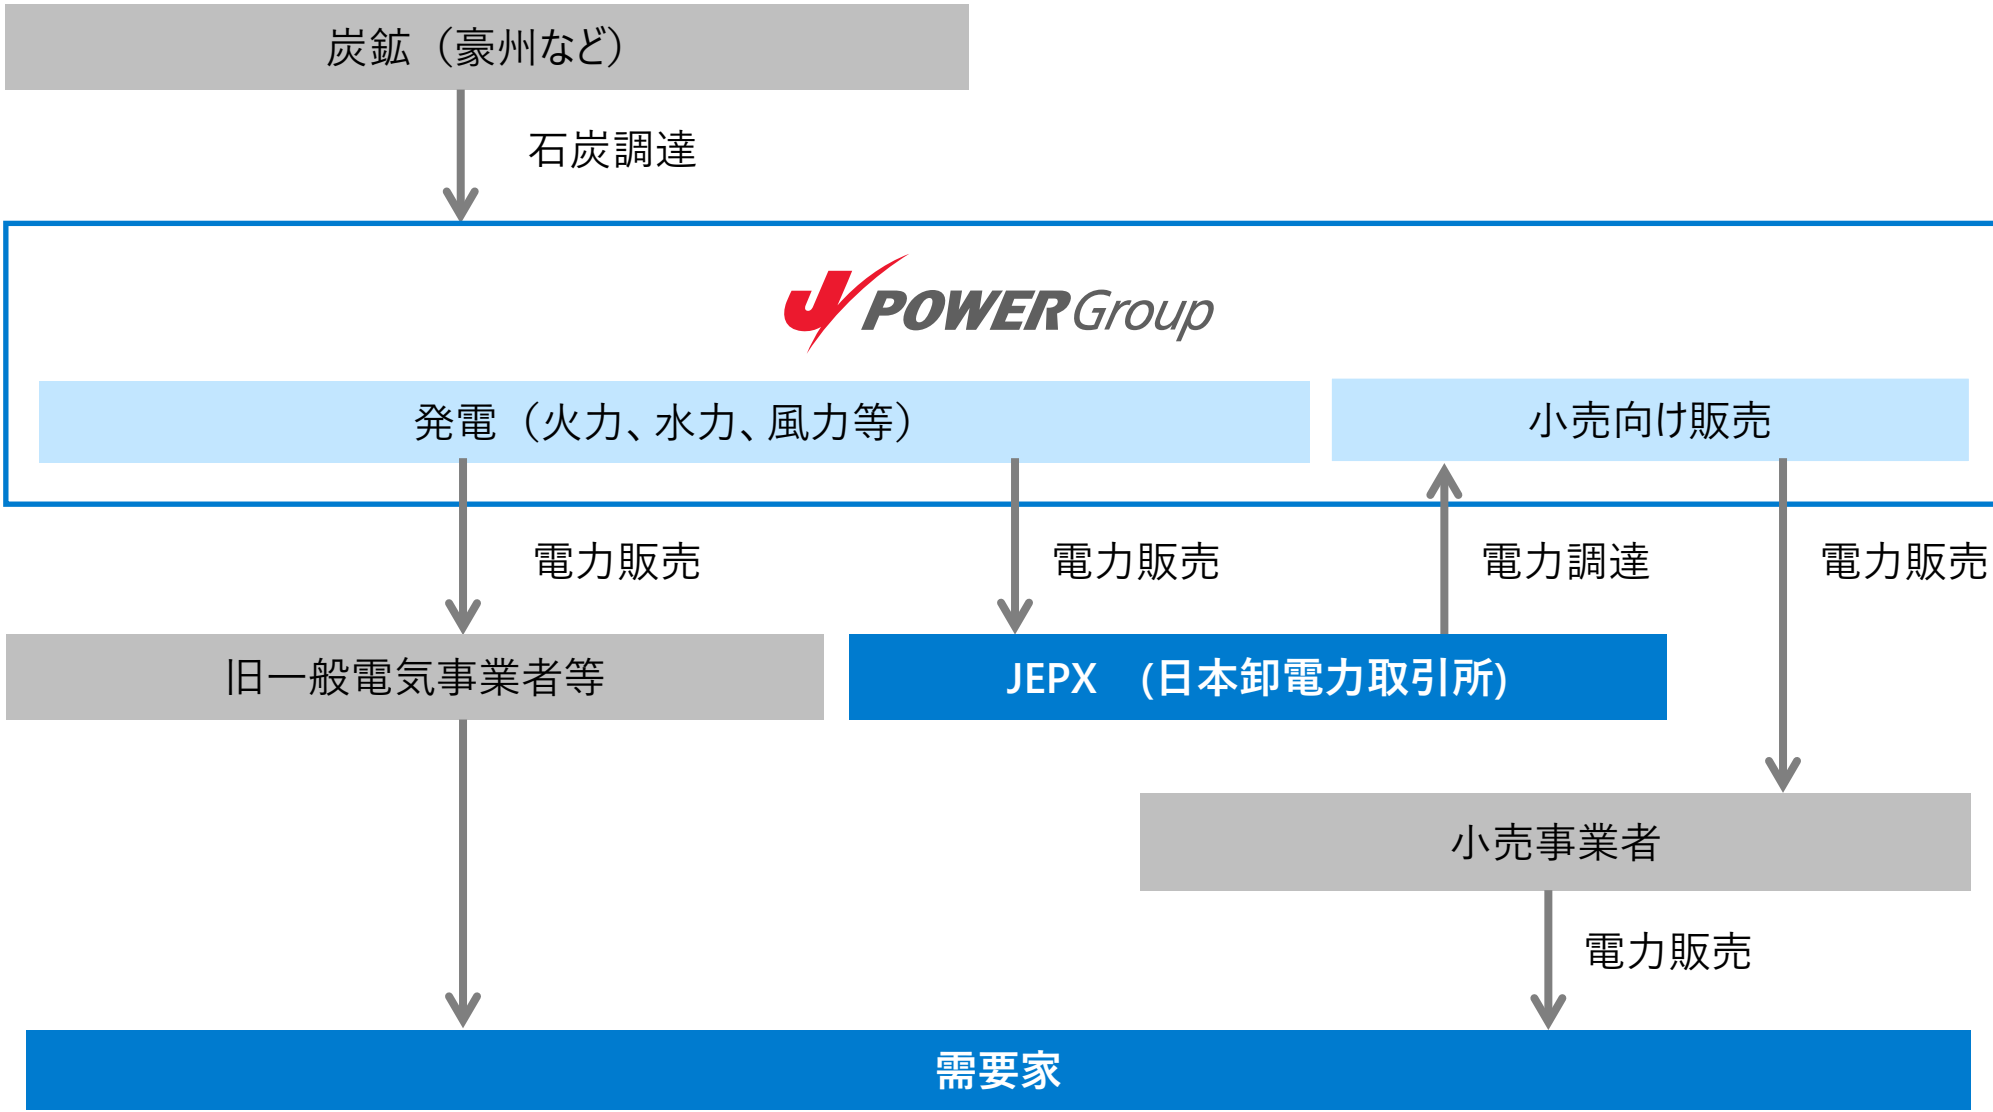 炭鉱（豪州など）
石炭調達
POWER Group
発電（火力、水力、風力等）
小売向け販売
電力販売
電力販売
電力調達
電力販売
旧一般電気事業者等
JEPX　(日本卸電力取引所)
小売事業者
電力販売
需要家